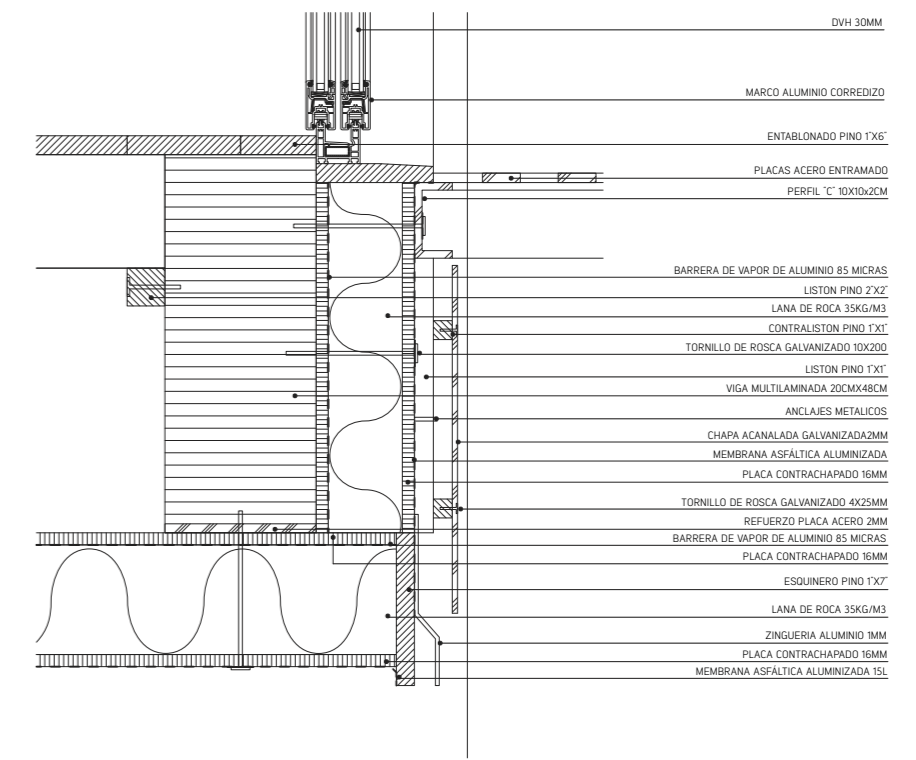 DVH 30MM
MARCO ALUMINIO CORREDIZO
ENTABLONADO PINO 1"X6"
PLACAS ACERO ENTRAMADO
PERFIL "C" 10X10x2CM
BARRERA DE VAPOR DE ALUMINIO 85 MICRAS
LISTON PINO 2"X2"
LANA DE ROCA 35KG/M3
CONTRALISTON PINO 1"X1"
TORNILLO DE ROSCA GALVANIZADO 10X200
LISTON PINO 1"X1"
VIGA MULTILAMINADA 20CMX48CM
ANCLAJES METALICOS
CHAPA ACANALADA GALVANIZADA2MM
MEMBRANA ASFÁLTICA ALUMINIZADA
PLACA CONTRACHAPADO 16MM
TORNILLO DE ROSCA GALVANIZADO 4X25MM
REFUERZO PLACA ACERO 2MM
BARRERA DE VAPOR DE ALUMINIO 85 MICRAS
PLACA CONTRACHAPADO 16MM
ESQUINERO PINO 1"X7"
LANA DE ROCA 35KG/M3
ZINGUERIA ALUMINIO 1MM
PLACA CONTRACHAPADO 16MM
MEMBRANA ASFÁLTICA ALUMINIZADA 15L